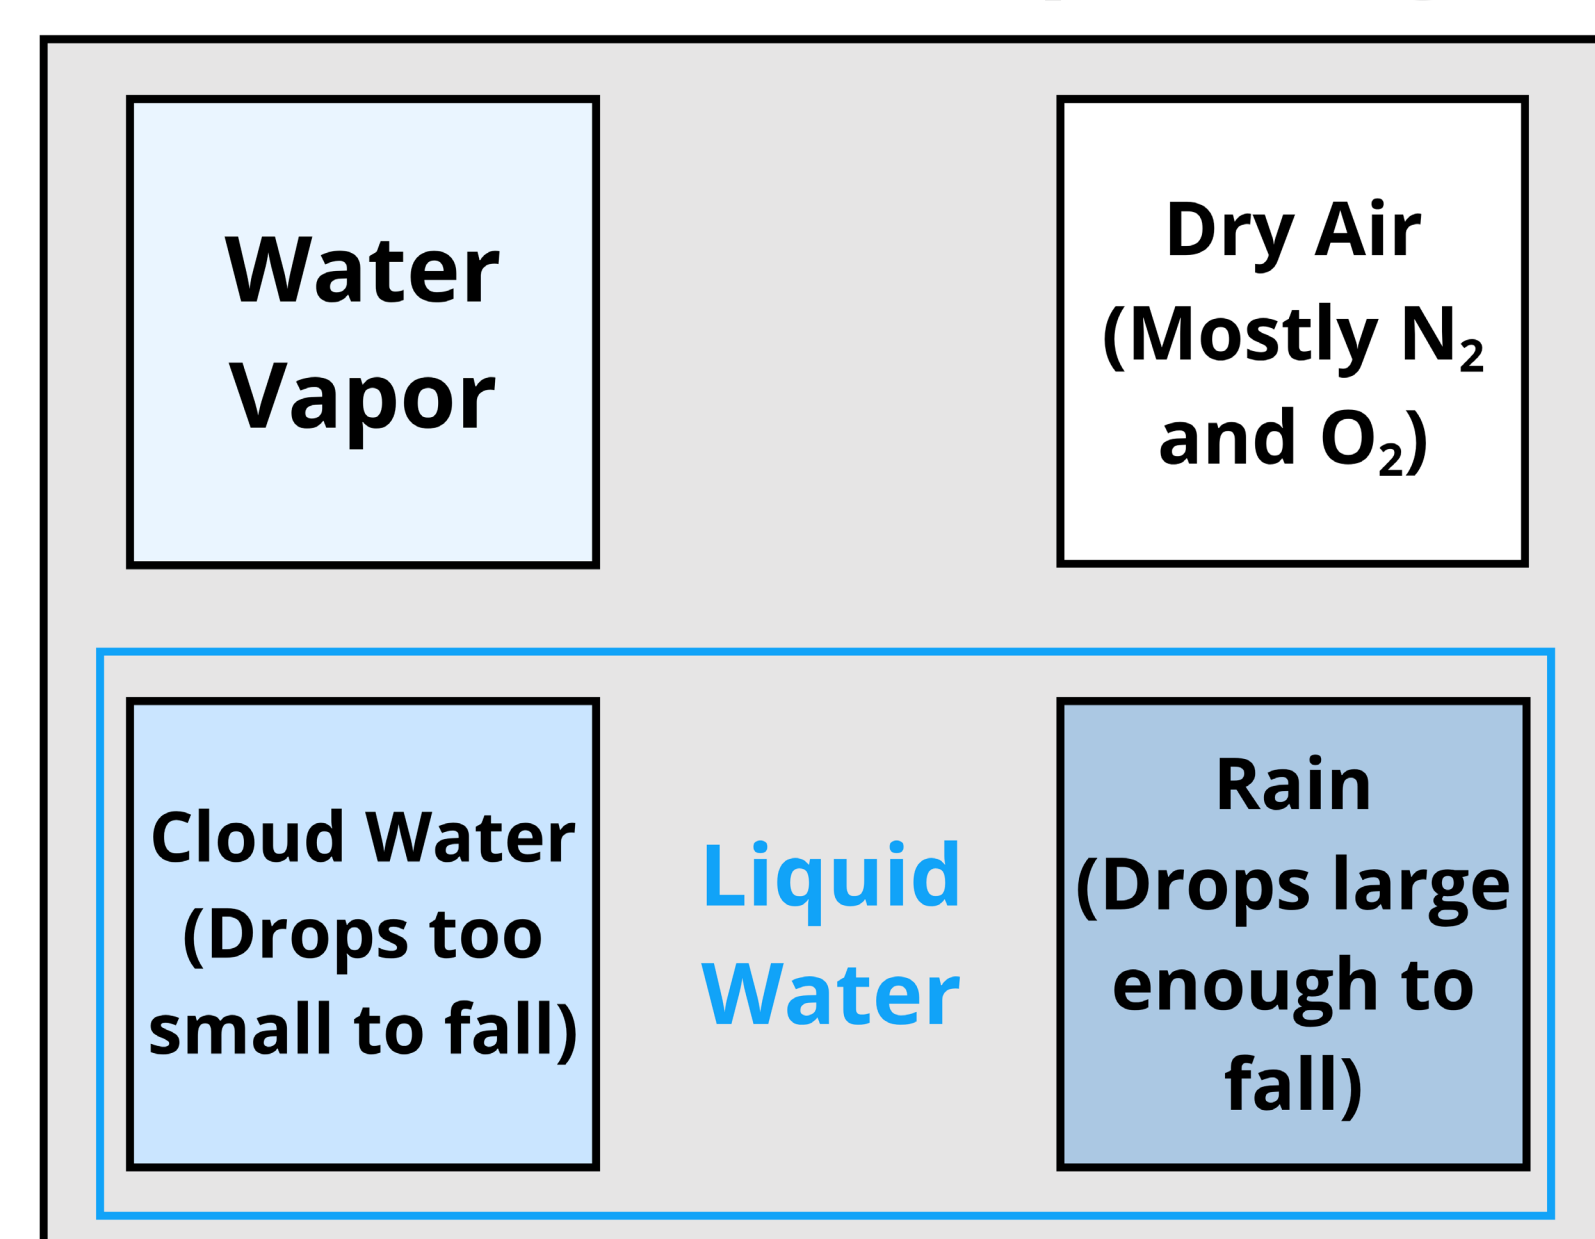 Water
Vapor
Dry Air
(Mostly N₂
and O₂)
Cloud Water
(Drops too
small to fall)
Liquid
Water
Rain
(Drops large
enough to
fall)